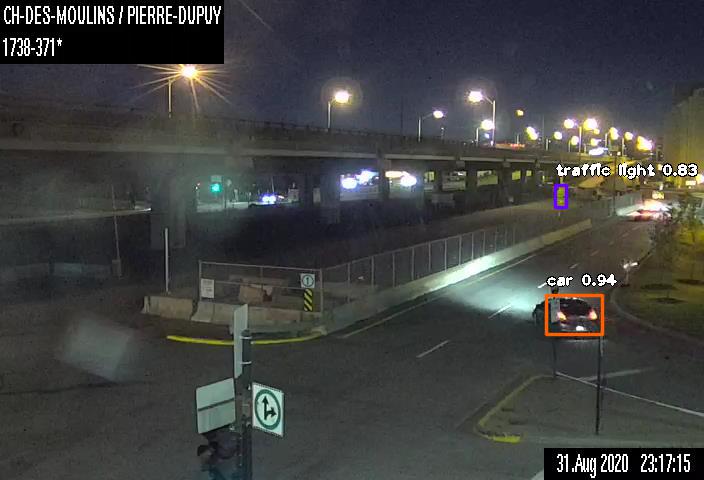 CH-DES-MOULINS / PIERRE-DUPUY
1738-371*
traffic light 0.83
car 0.94
31.Aug 2020 23:17:15